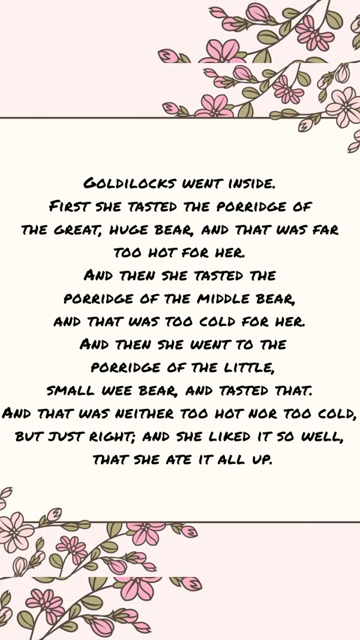 Goldilocks went inside.
First she tasted the porridge of
the great, huge bear, and that was far
too hot for her.
And then she tasted the
porridge of the middle bear,
and that was too cold for her.
And then she went to the
porridge of the little,
small wee bear, and tasted that.
And that was neither too hot nor too cold,
but just right; and she liked it so well,
that she ate it all up.